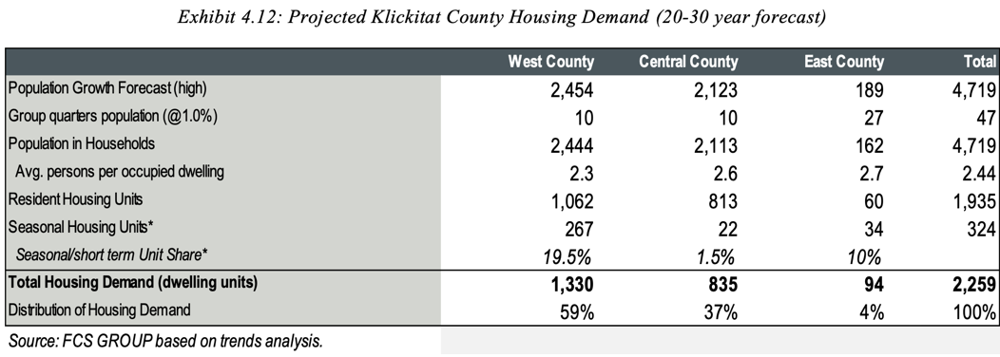 Exhibit 4.12: Projected Klickitat County Housing Demand (20-30 year forecast)
West County Central County East County Total
Population Growth Forecast (high) 2,454 2,123 189 4,719
Group quarters population (@1.0%) 10 10 27 47
Population in Households 2,444 2,113 162 4,719
Avg. persons per occupied dwelling 2.3 2.6 2.7 2.44
Resident Housing Units 1,062 813 60 1,935
Seasonal Housing Units* 267 22 34 324
Seasonal/short term Unit Share* 19.5% 1.5% 10%
Total Housing Demand (dwelling units) 1,330 835 94 2,259
Distribution of Housing Demand 59% 37% 4% 100%
Source: FCS GROUP based on trends analysis.